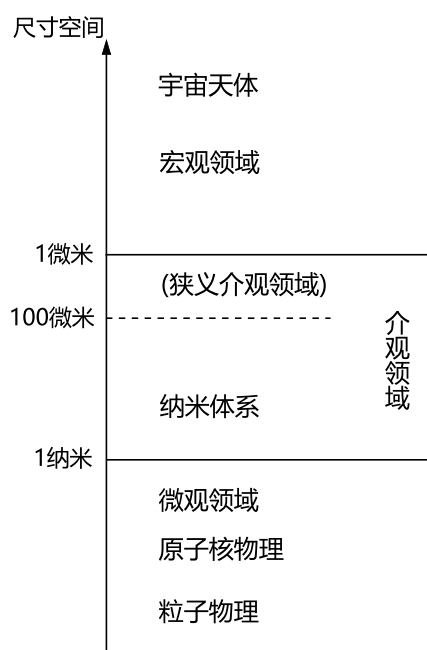 尺寸空间
宇宙天体
宏观领域
1微米
(狭义介观领域)
100微米
介观领域
纳米体系
1纳米
微观领域
原子核物理
粒子物理